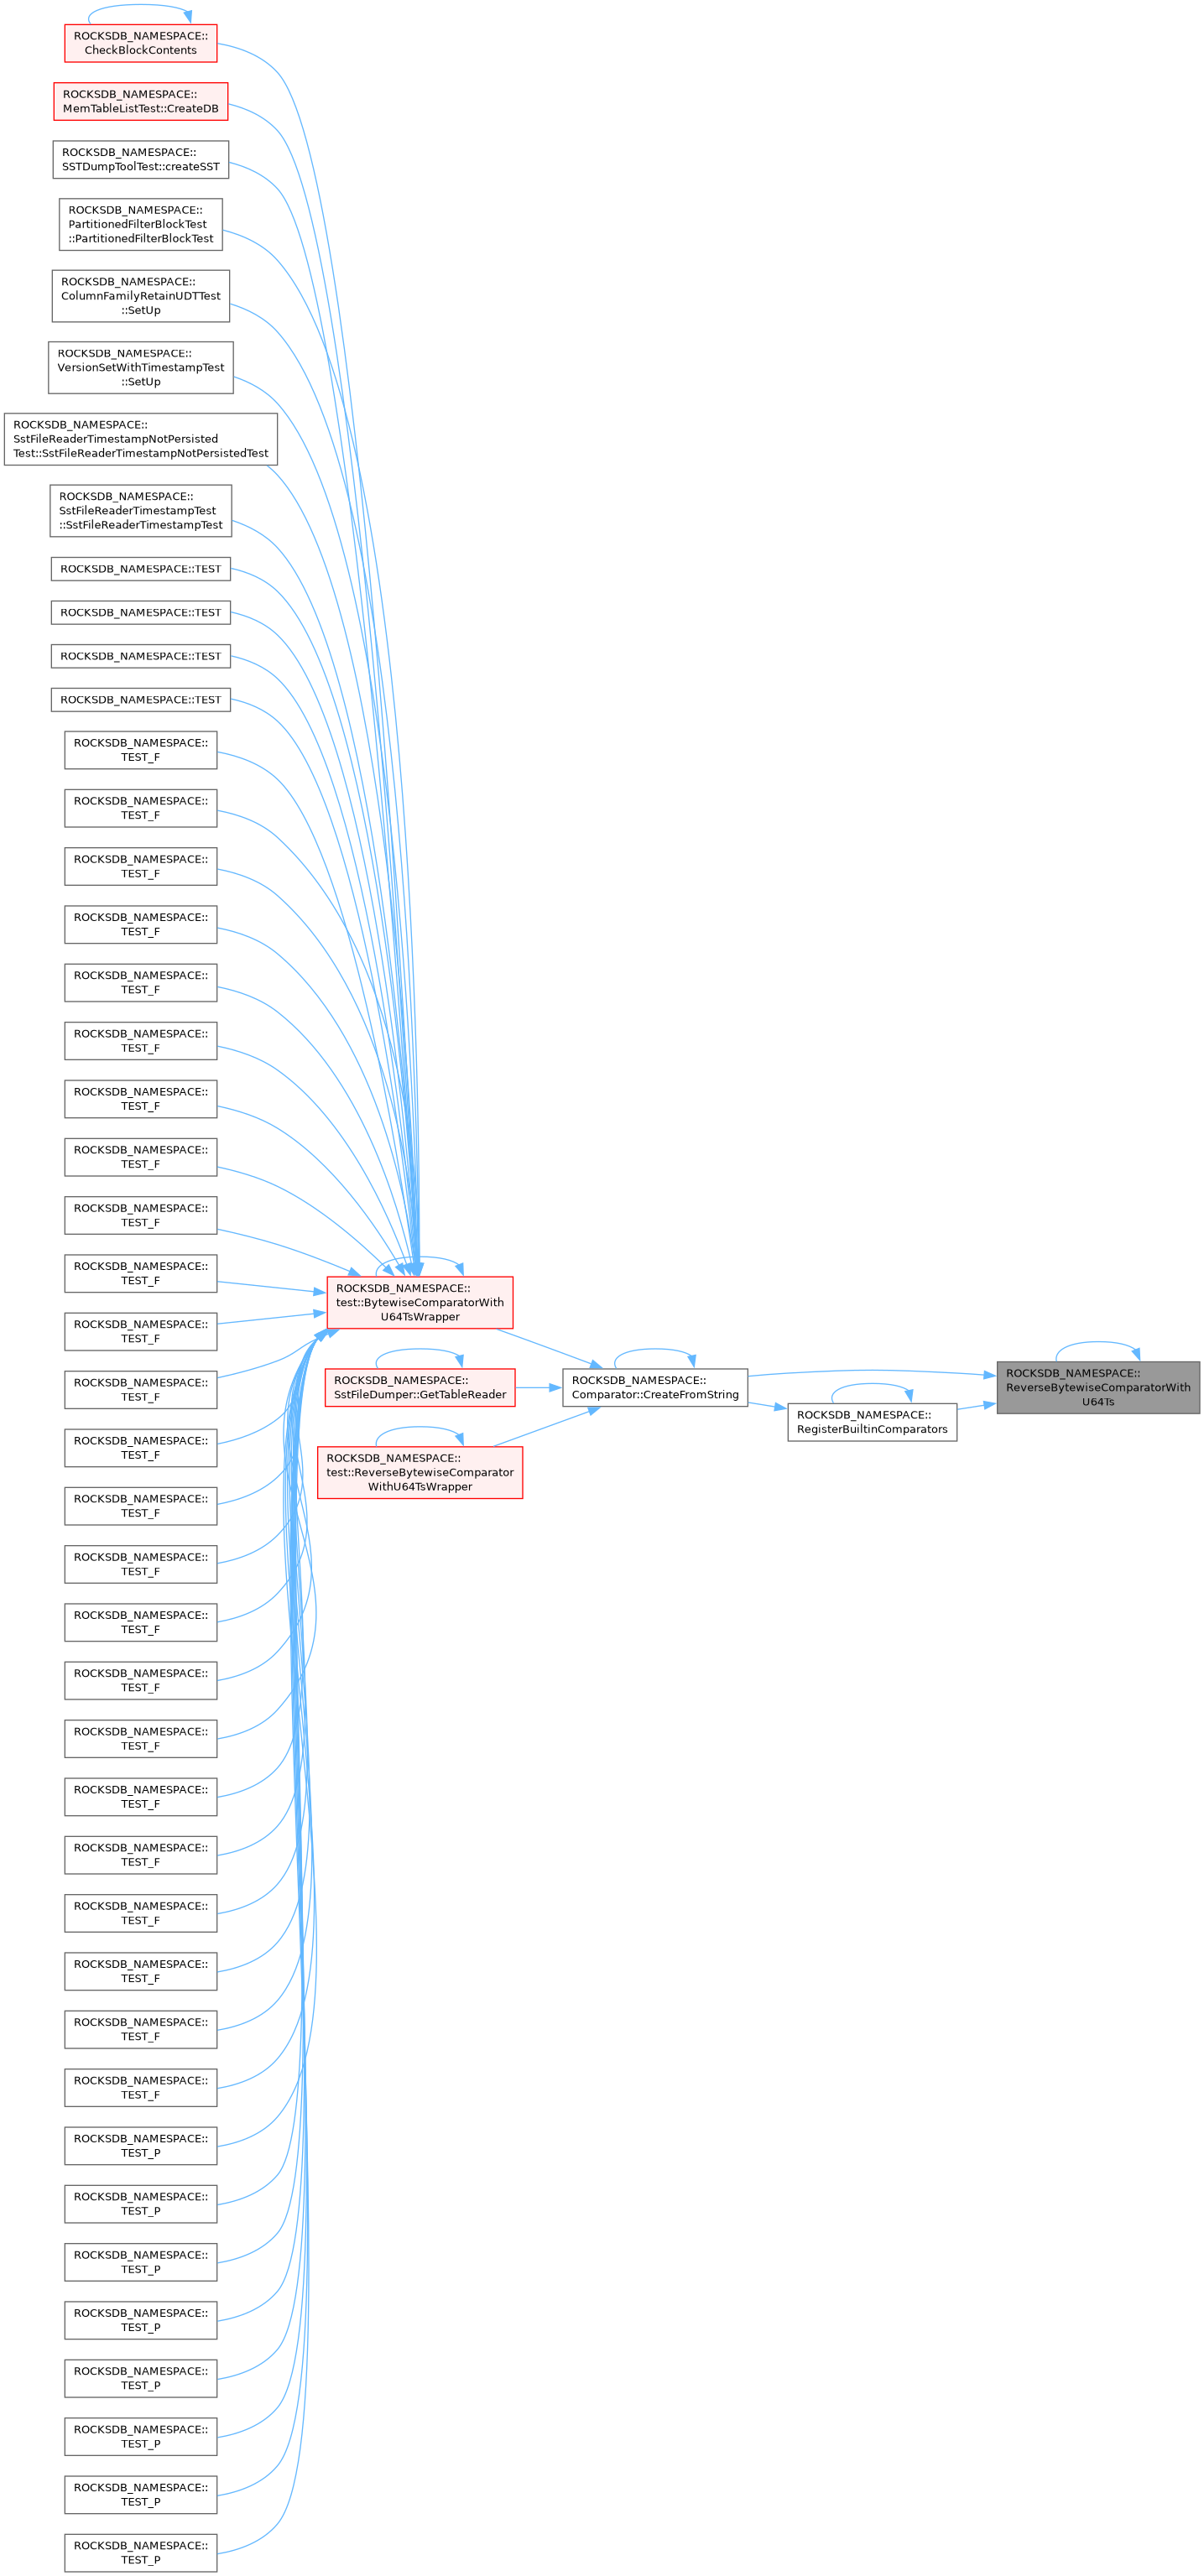 ROCKSDB_NAMESPACE::
CheckBlockContents
ROCKSDB_NAMESPACE::
MemTableListTest::CreateDB
ROCKSDB_NAMESPACE::
SSTDumpToolTest::createSST
ROCKSDB_NAMESPACE::
PartitionedFilterBlockTest
::PartitionedFilterBlockTest
ROCKSDB_NAMESPACE::
ColumnFamilyRetainUDTTest
::SetUp
ROCKSDB_NAMESPACE::
VersionSetWithTimestampTest
::SetUp
ROCKSDB_NAMESPACE::
SstFileReaderTimestampNotPersisted
Test::SstFileReaderTimestampNotPersistedTest
ROCKSDB_NAMESPACE::
SstFileReaderTimestampTest
::SstFileReaderTimestampTest
ROCKSDB_NAMESPACE::TEST
ROCKSDB_NAMESPACE::TEST
ROCKSDB_NAMESPACE::TEST
ROCKSDB_NAMESPACE::TEST
ROCKSDB_NAMESPACE::
TEST_F
ROCKSDB_NAMESPACE::
TEST_F
ROCKSDB_NAMESPACE::
TEST_F
ROCKSDB_NAMESPACE::
TEST_F
ROCKSDB_NAMESPACE::
TEST_F
ROCKSDB_NAMESPACE::
TEST_F
ROCKSDB_NAMESPACE::
TEST_F
ROCKSDB_NAMESPACE::
TEST_F
ROCKSDB_NAMESPACE::
TEST_F
ROCKSDB_NAMESPACE::
TEST_F
ROCKSDB_NAMESPACE::
TEST_F
ROCKSDB_NAMESPACE::
TEST_F
ROCKSDB_NAMESPACE::
TEST_F
ROCKSDB_NAMESPACE::
TEST_F
ROCKSDB_NAMESPACE::
TEST_F
ROCKSDB_NAMESPACE::
TEST_F
ROCKSDB_NAMESPACE::
TEST_F
ROCKSDB_NAMESPACE::
TEST_F
ROCKSDB_NAMESPACE::
TEST_F
ROCKSDB_NAMESPACE::
TEST_F
ROCKSDB_NAMESPACE::
TEST_F
ROCKSDB_NAMESPACE::
TEST_F
ROCKSDB_NAMESPACE::
TEST_F
ROCKSDB_NAMESPACE::
TEST_F
ROCKSDB_NAMESPACE::
TEST_P
ROCKSDB_NAMESPACE::
TEST_P
ROCKSDB_NAMESPACE::
TEST_P
ROCKSDB_NAMESPACE::
TEST_P
ROCKSDB_NAMESPACE::
TEST_P
ROCKSDB_NAMESPACE::
TEST_P
ROCKSDB_NAMESPACE::
TEST_P
ROCKSDB_NAMESPACE::
TEST_P
ROCKSDB_NAMESPACE::
test::BytewiseComparatorWith
U64TsWrapper
ROCKSDB_NAMESPACE::
SstFileDumper::GetTableReader
ROCKSDB_NAMESPACE::
test::ReverseBytewiseComparator
WithU64TsWrapper
ROCKSDB_NAMESPACE::
Comparator::CreateFromString
ROCKSDB_NAMESPACE::
RegisterBuiltinComparators
ROCKSDB_NAMESPACE::
ReverseBytewiseComparatorWith
U64Ts